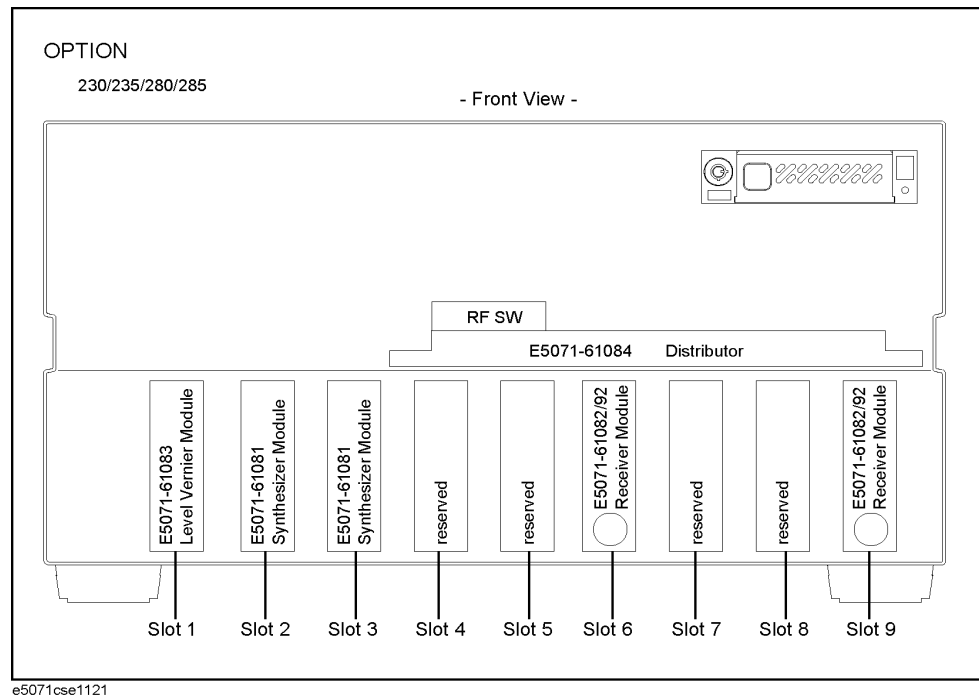 OPTION
230/235/280/285
- Front View -
RF SW
E5071-61084 Distributor
E5071-61083
Level Vernier Module
E5071-61081
Synthesizer Module
E5071-61081
Synthesizer Module
reserved
reserved
E5071-61082/92
Receiver Module
reserved
reserved
E5071-61082/92
Receiver Module
Slot 1
Slot 2
Slot 3
Slot 4
Slot 5
Slot 6
Slot 7
Slot 8
Slot 9
e5071cse1121